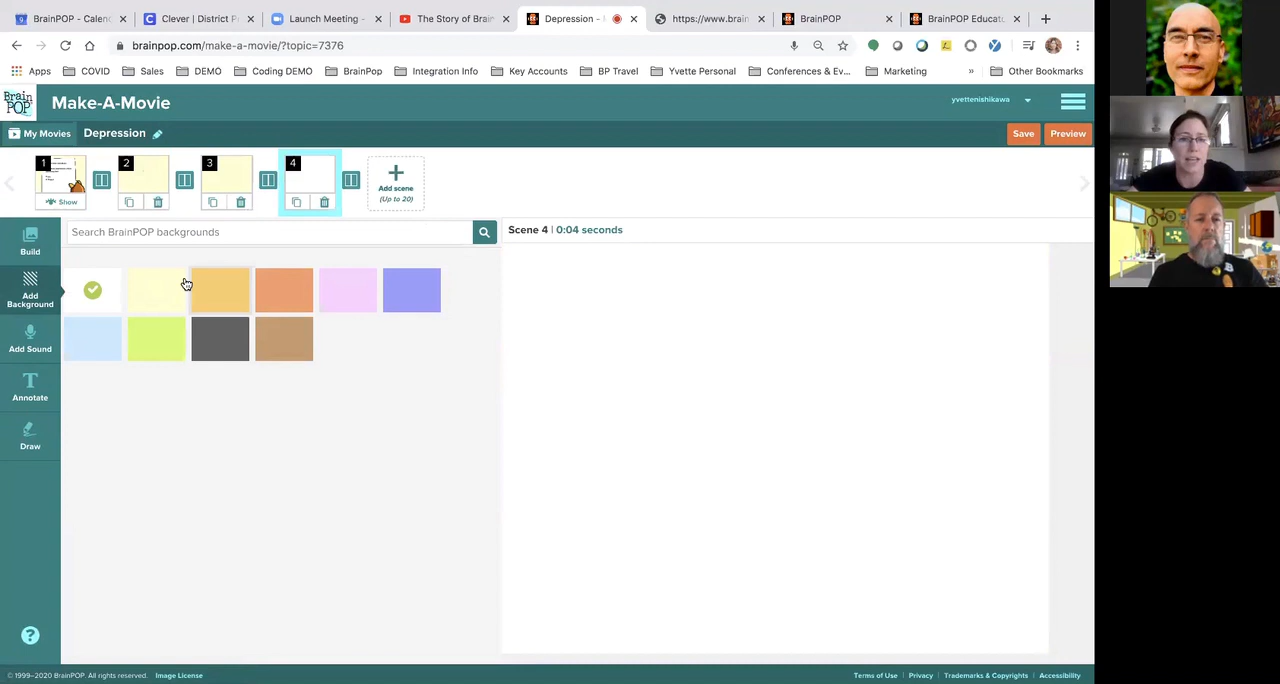 BrainPOP - Calen
Clever | District P
Launch Meeting -
The Story of Brain
Depression -
https://www.brain
BrainPOP
BrainPOP Educat
brainpop.com/make-a-movie/?topic=7376
Apps
COVID
Sales
DEMO
Coding DEMO
BrainPop
Integration Info
Key Accounts
BP Travel
Yvette Personal
Conferences & Ev...
Marketing
»
Other Bookmarks
Brain POP
Make-A-Movie
yvettenishikawa
My Movies
Depression
Save
Preview
1
2
3
4
Show
Add scene
(Up to 20)
Build
Search BrainPOP backgrounds
Scene 4 | 0:04 seconds
Add Background
Add Sound
Annotate
Draw
?
© 1999–2020 BrainPOP. All rights reserved.
Image License
Terms of Use | Privacy | Trademarks & Copyrights | Accessibility